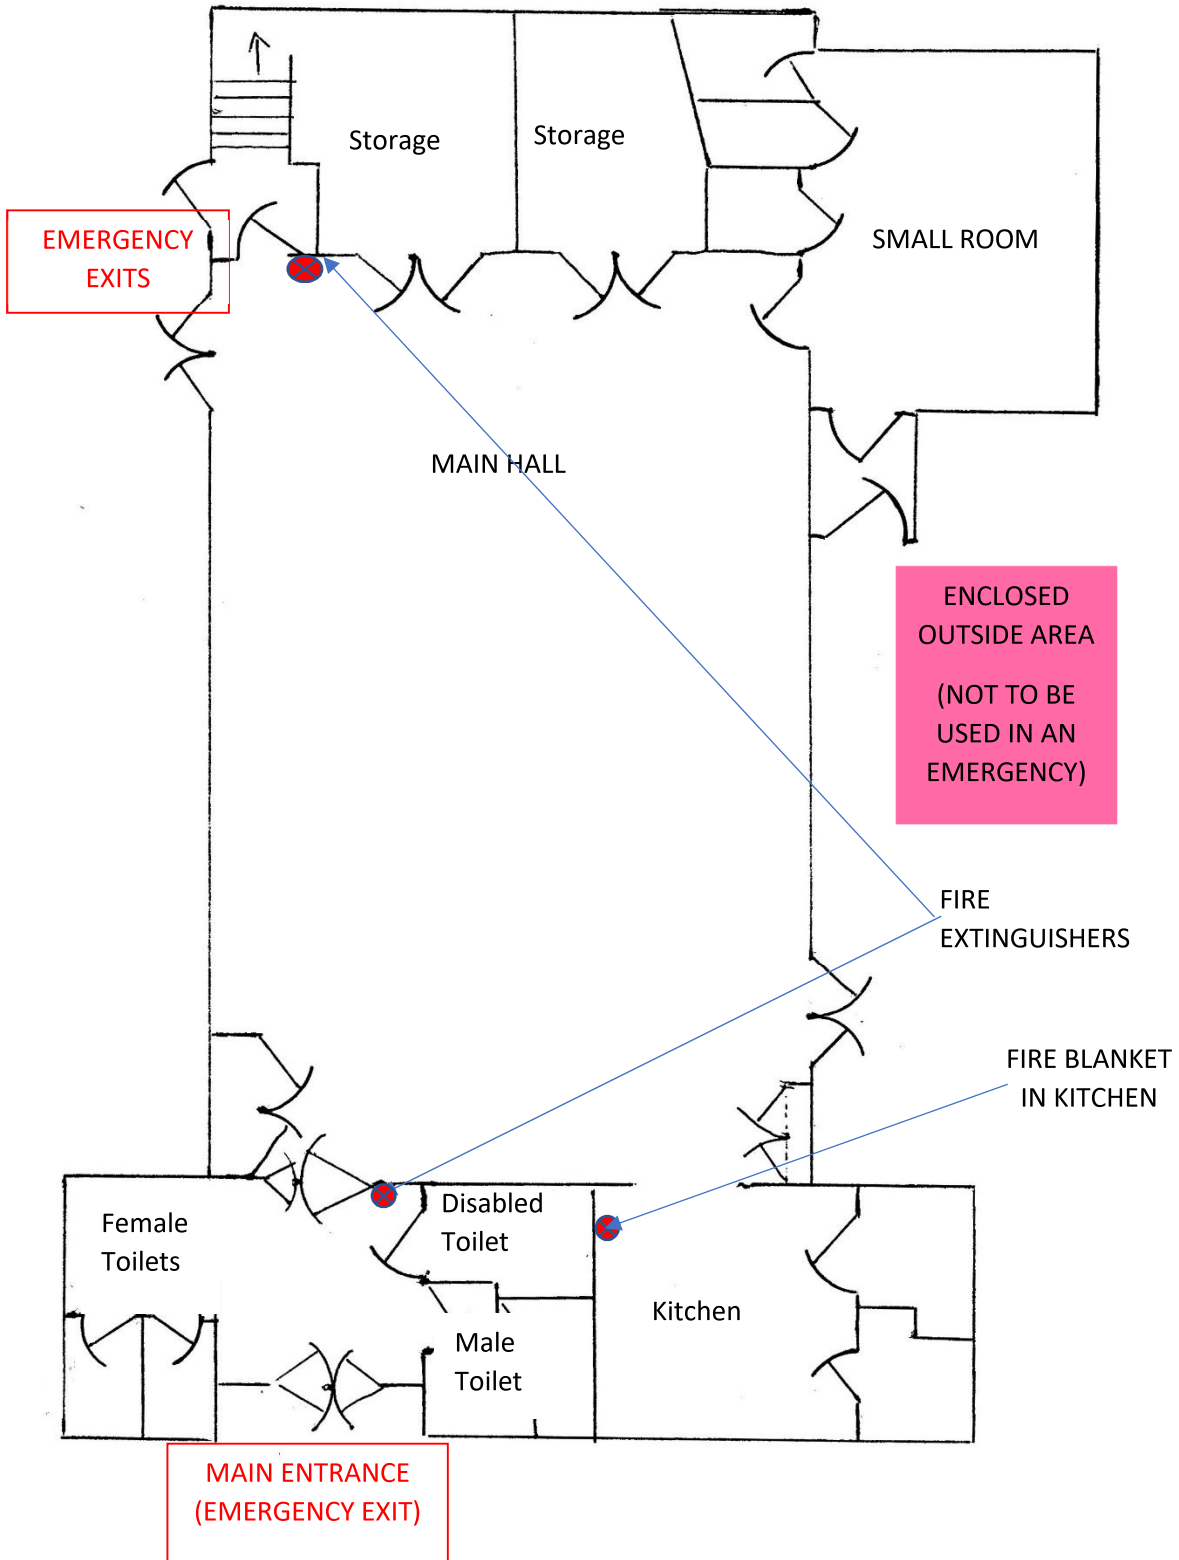 Storage
Storage
EMERGENCY
EXITS
SMALL ROOM
MAIN HALL
ENCLOSED
OUTSIDE AREA
(NOT TO BE
USED IN AN
EMERGENCY)
FIRE
EXTINGUISHERS
FIRE BLANKET
IN KITCHEN
Female
Toilets
Disabled
Toilet
Kitchen
Male
Toilet
MAIN ENTRANCE
(EMERGENCY EXIT)